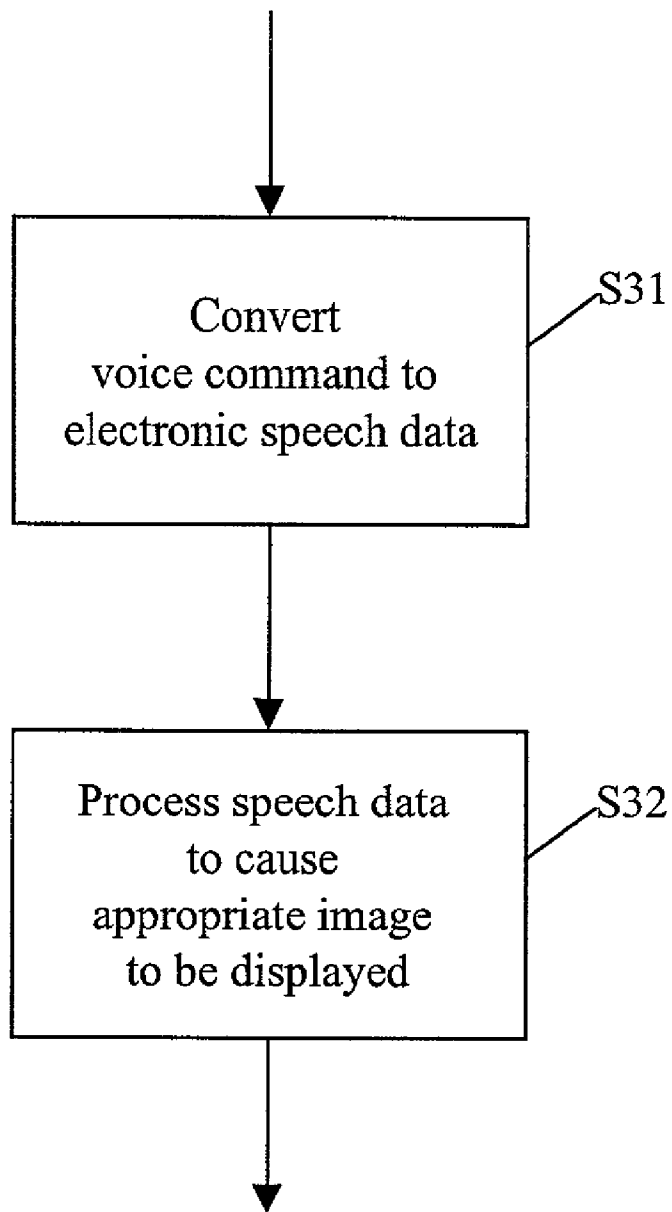 S31
Convert
voice command to
electronic speech data
S32
Process speech data
to cause
appropriate image
to be displayed